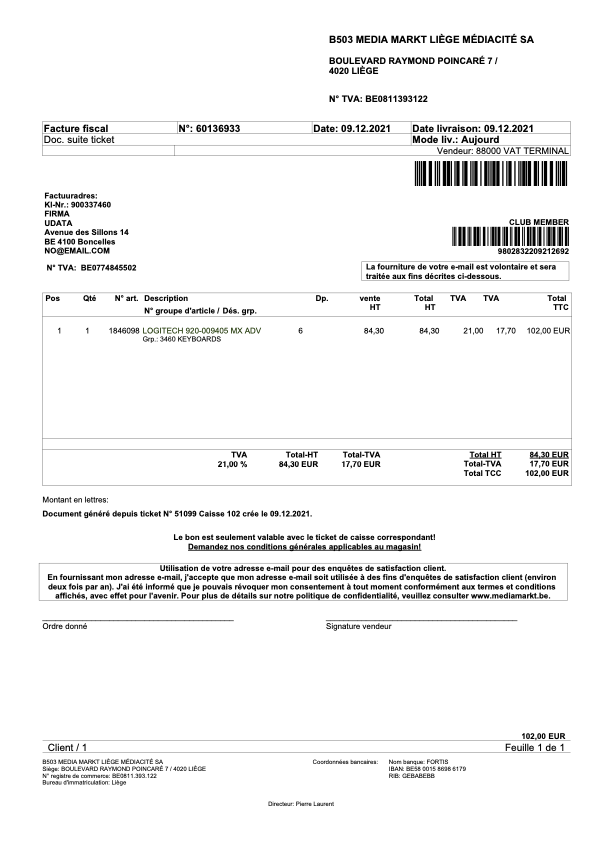 B503 MEDIA MARKT LIÈGE MÉDIACITÉ SA
BOULEVARD RAYMOND POINCARÉ 7 /
4020 LIÈGE
N° TVA: BE0811393122
Facture fiscal N°: 60136933 Date: 09.12.2021 Date livraison: 09.12.2021
Doc. suite ticket Mode liv.: Aujourd
Vendeur: 88000 VAT TERMINAL
Factuuradres:
Kl-Nr.: 900337460
FIRMA
UDATA
Avenue des Sillons 14
BE 4100 Boncelles
NO@EMAIL.COM
CLUB MEMBER
9802832209212692
N° TVA: BE0774845502
La fourniture de votre e-mail est volontaire et sera
traitée aux fins décrites ci-dessous.
Pos Qté N° art. Description Dp. vente Total TVA TVA Total
HT HT TTC
N° groupe d'article / Dés. grp.
1 1 1846098 LOGITECH 920-009405 MX ADV 6 84,30 84,30 21,00 17,70 102,00 EUR
Grp.: 3460 KEYBOARDS
TVA Total-HT Total-TVA Total HT 84,30 EUR
21,00 % 84,30 EUR 17,70 EUR Total-TVA 17,70 EUR
Total TCC 102,00 EUR
Montant en lettres:
Document généré depuis ticket N° 51099 Caisse 102 crée le 09.12.2021.
Le bon est seulement valable avec le ticket de caisse correspondant!
Demandez nos conditions générales applicables au magasin!
Utilisation de votre adresse e-mail pour des enquêtes de satisfaction client.
En fournissant mon adresse e-mail, j'accepte que mon adresse e-mail soit utilisée à des fins d'enquêtes de satisfaction client (environ
deux fois par an). J'ai été informé que je pouvais révoquer mon consentement à tout moment conformément aux termes et conditions
affichés, avec effet pour l'avenir. Pour plus de détails sur notre politique de confidentialité, veuillez consulter www.mediamarkt.be.
Ordre donné Signature vendeur
102,00 EUR
Client / 1 Feuille 1 de 1
B503 MEDIA MARKT LIÈGE MÉDIACITÉ SA Coordonnées bancaires: Nom banque: FORTIS
Siège: BOULEVARD RAYMOND POINCARÉ 7 / 4020 LIÈGE IBAN: BE58 0015 8698 6179
N° registre de commerce: BE0811.393.122 RIB: GEBABEBB
Bureau d'immatriculation: Liège
Directeur: Pierre Laurent